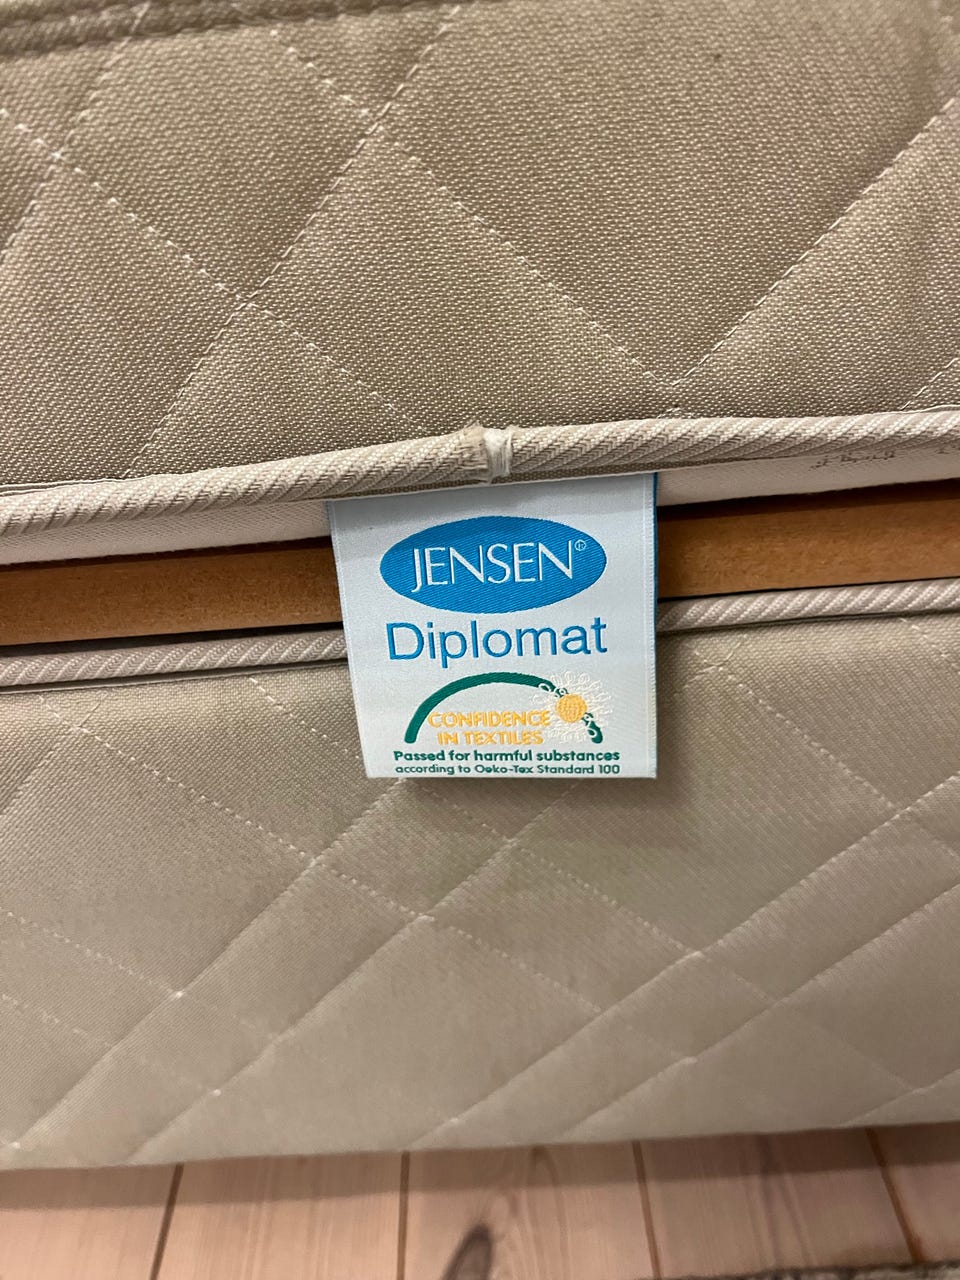 JENSEN®
Diplomat
CONFIDENCE
IN TEXTILES
Passed for harmful substances
according to Oeko-Tex Standard 100